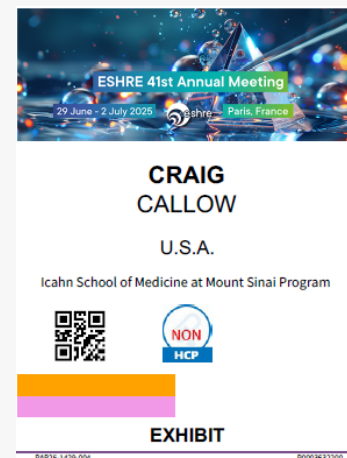 ESHRE 41st Annual Meeting
29 June - 2 July 2025 eshre Paris, France
CRAIG
CALLOW
U.S.A.
Icahn School of Medicine at Mount Sinai Program
NON
HCP
EXHIBIT